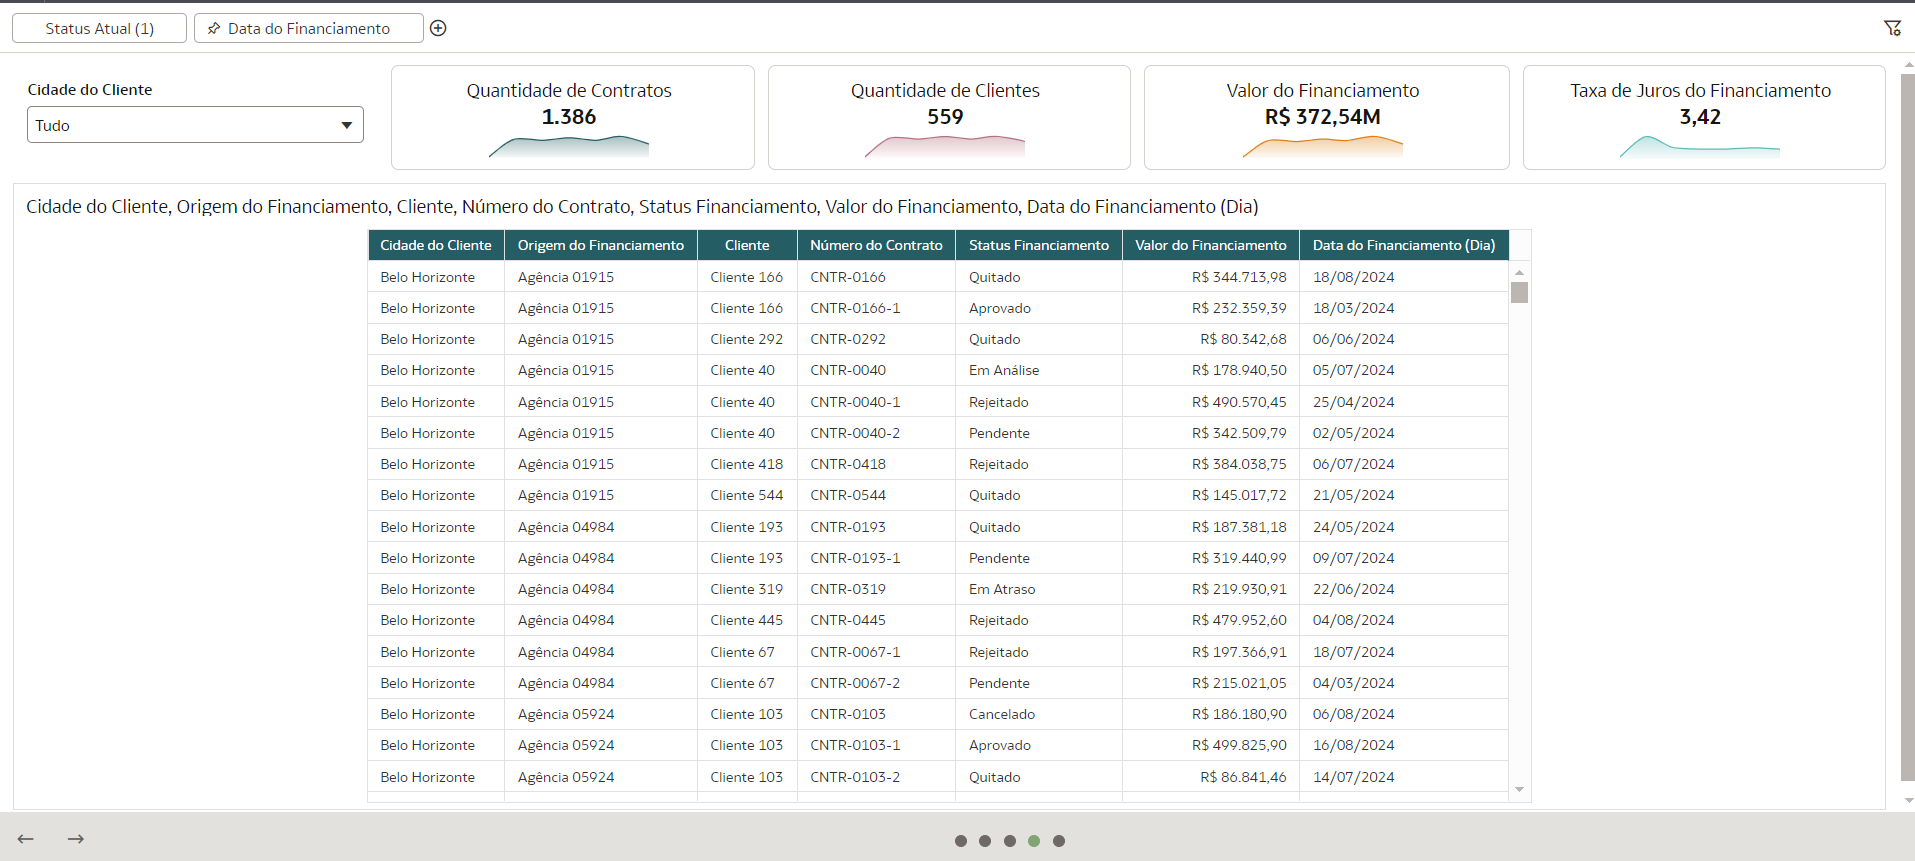 Status Atual (1) Data do Financiamento
Cidade do Cliente
Tudo
Quantidade de Contratos
1.386
Quantidade de Clientes
559
Valor do Financiamento
R$ 372,54M
Taxa de Juros do Financiamento
3,42
Cidade do Cliente, Origem do Financiamento, Cliente, Número do Contrato, Status Financiamento, Valor do Financiamento, Data do Financiamento (Dia)
Cidade do Cliente Origem do Financiamento Cliente Número do Contrato Status Financiamento Valor do Financiamento Data do Financiamento (Dia)
Belo Horizonte Agência 01915 Cliente 166 CNTR-0166 Quitado R$ 344.713,98 18/08/2024
Belo Horizonte Agência 01915 Cliente 166 CNTR-0166-1 Aprovado R$ 232.359,39 18/03/2024
Belo Horizonte Agência 01915 Cliente 292 CNTR-0292 Quitado R$ 80.342,68 06/06/2024
Belo Horizonte Agência 01915 Cliente 40 CNTR-0040 Em Análise R$ 178.940,50 05/07/2024
Belo Horizonte Agência 01915 Cliente 40 CNTR-0040-1 Rejeitado R$ 490.570,45 25/04/2024
Belo Horizonte Agência 01915 Cliente 40 CNTR-0040-2 Pendente R$ 342.509,79 02/05/2024
Belo Horizonte Agência 01915 Cliente 418 CNTR-0418 Rejeitado R$ 384.038,75 06/07/2024
Belo Horizonte Agência 01915 Cliente 544 CNTR-0544 Quitado R$ 145.017,72 21/05/2024
Belo Horizonte Agência 04984 Cliente 193 CNTR-0193 Quitado R$ 187.381,18 24/05/2024
Belo Horizonte Agência 04984 Cliente 193 CNTR-0193-1 Pendente R$ 319.440,99 09/07/2024
Belo Horizonte Agência 04984 Cliente 319 CNTR-0319 Em Atraso R$ 219.930,91 22/06/2024
Belo Horizonte Agência 04984 Cliente 445 CNTR-0445 Rejeitado R$ 479.952,60 04/08/2024
Belo Horizonte Agência 04984 Cliente 67 CNTR-0067-1 Rejeitado R$ 197.366,91 18/07/2024
Belo Horizonte Agência 04984 Cliente 67 CNTR-0067-2 Pendente R$ 215.021,05 04/03/2024
Belo Horizonte Agência 05924 Cliente 103 CNTR-0103 Cancelado R$ 186.180,90 06/08/2024
Belo Horizonte Agência 05924 Cliente 103 CNTR-0103-1 Aprovado R$ 499.825,90 16/08/2024
Belo Horizonte Agência 05924 Cliente 103 CNTR-0103-2 Quitado R$ 86.841,46 14/07/2024